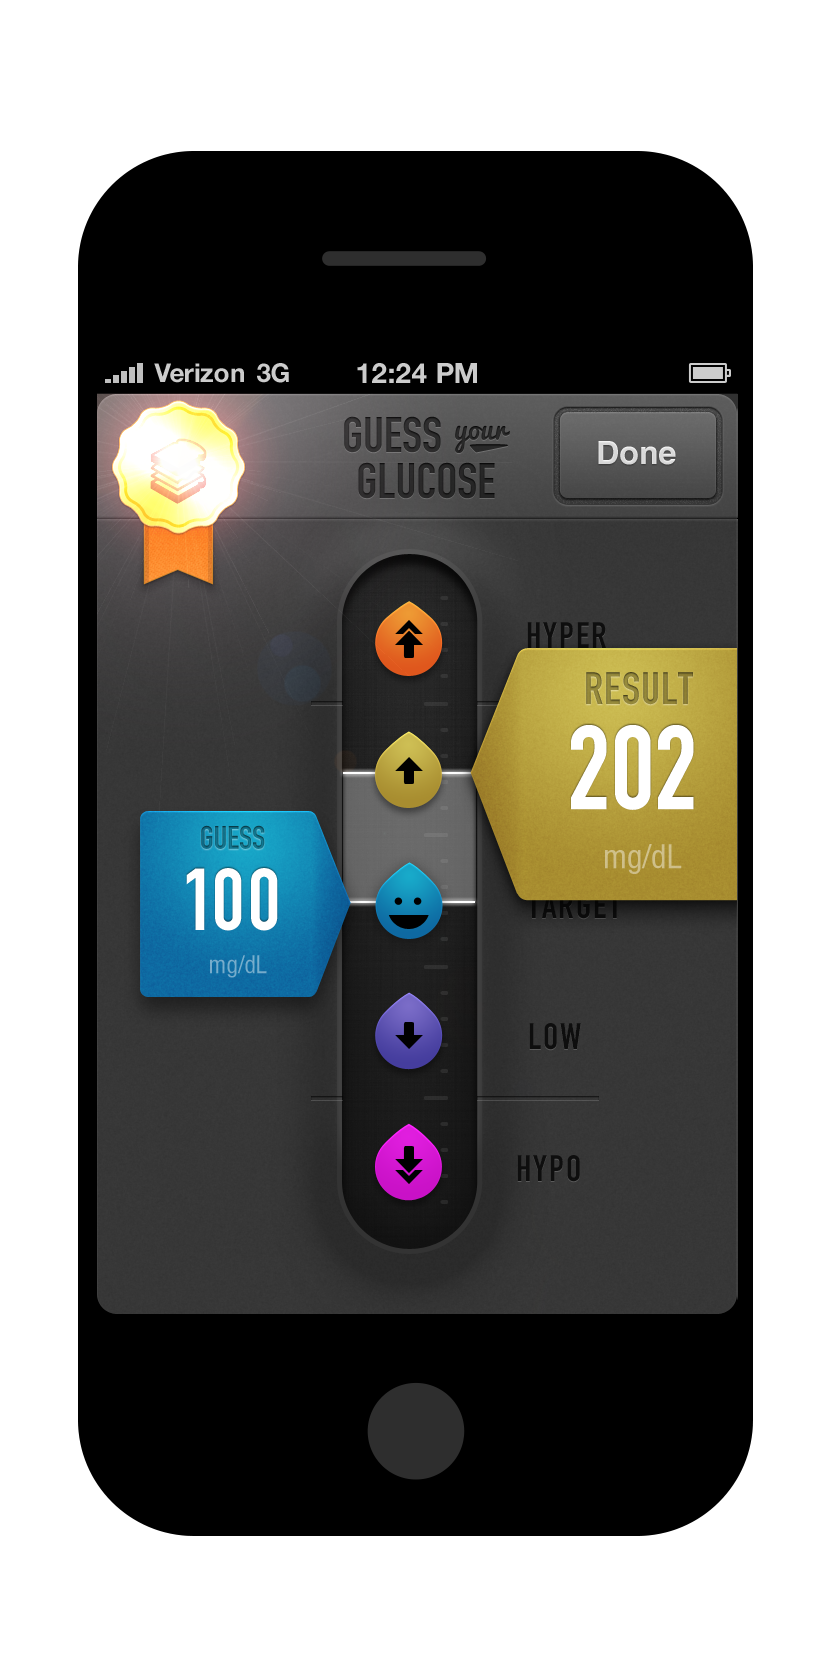 Verizon 3G 12:24 PM
GUESS your
GLUCOSE
Done
HYPER
RESULT
202
mg/dL
GUESS
100
mg/dL
TARGET
LOW
HYPO